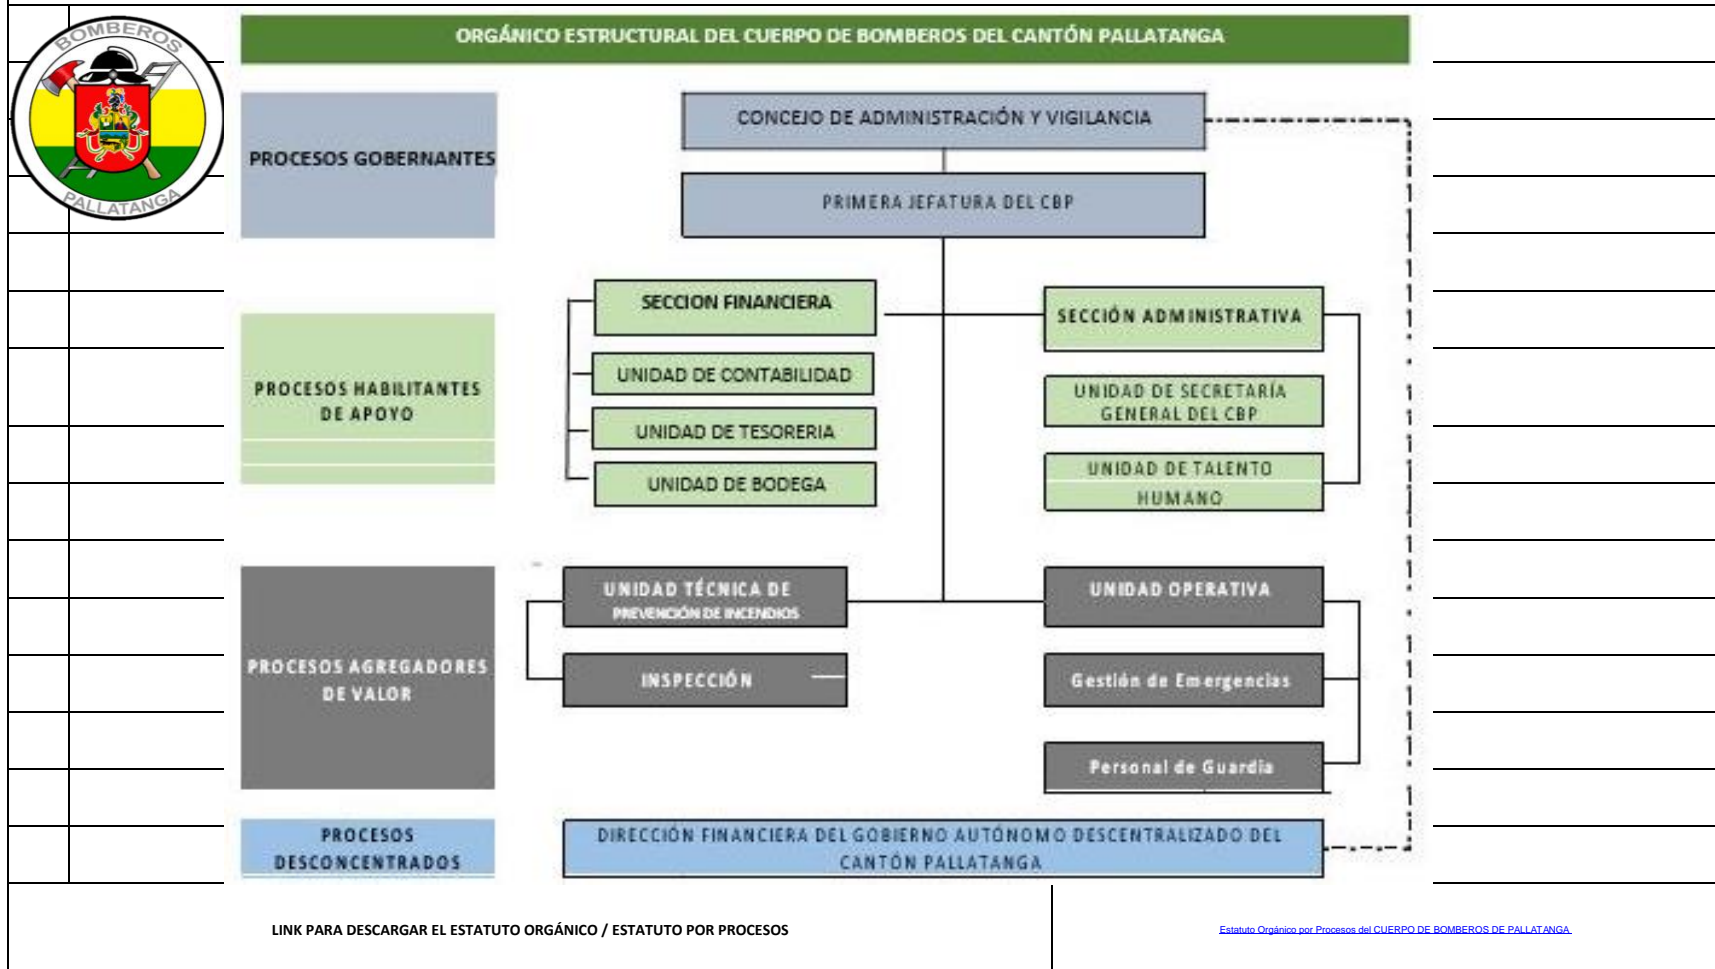 BOMBEROS
PALLATANGA
ORGÁNICO ESTRUCTURAL DEL CUERPO DE BOMBEROS DEL CANTÓN PALLATANGA
PROCESOS GOBERNANTES
CONCEJO DE ADMINISTRACIÓN Y VIGILANCIA
PRIMERA JEFATURA DEL CBP
PROCESOS HABILITANTES
DE APOYO
SECCION FINANCIERA
UNIDAD DE CONTABILIDAD
UNIDAD DE TESORERIA
UNIDAD DE BODEGA
SECCIÓN ADMINISTRATIVA
UNIDAD DE SECRETARÍA
GENERAL DEL CBP
UNIDAD DE TALENTO
HUMANO
PROCESOS AGREGADORES
DE VALOR
UNIDAD TÉCNICA DE
PREVENCIÓN DE INCENDIOS
INSPECCIÓN
UNIDAD OPERATIVA
Gestión de Emergencias
Personal de Guardia
PROCESOS
DESCONCENTRADOS
DIRECCIÓN FINANCIERA DEL GOBIERNO AUTÓNOMO DESCENTRALIZADO DEL
CANTÓN PALLATANGA
LINK PARA DESCARGAR EL ESTATUTO ORGÁNICO / ESTATUTO POR PROCESOS
Estatuto Orgánico por Procesos del CUERPO DE BOMBEROS DE PALLATANGA